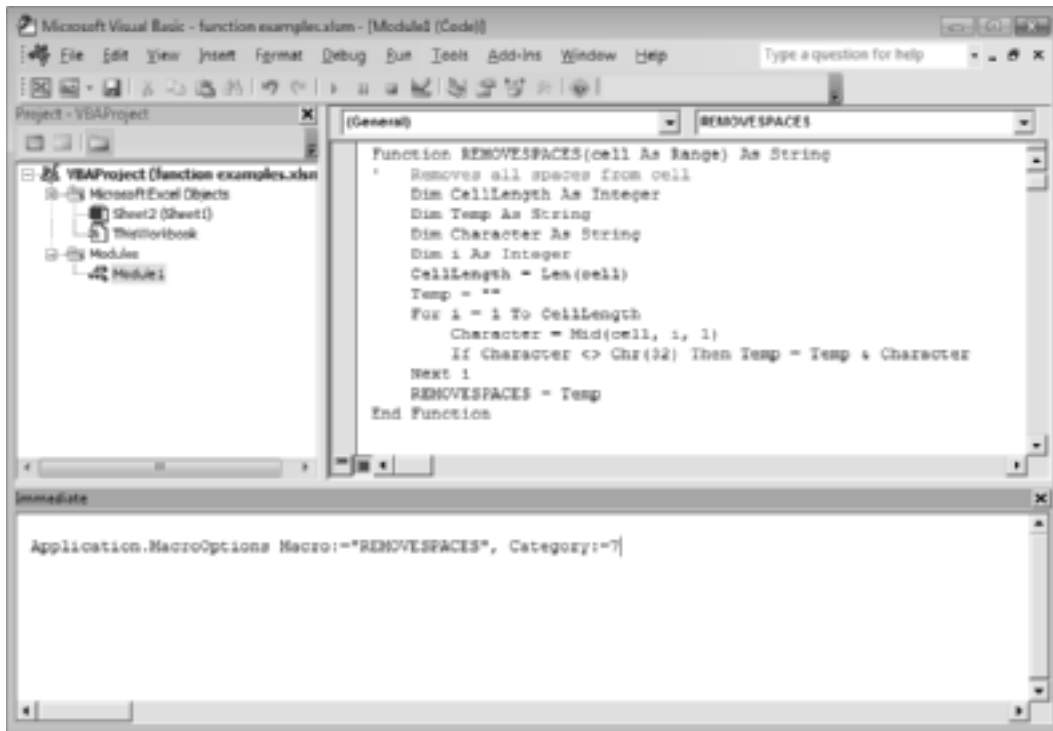 Microsoft Visual Basic - function examples.xlsm - [Module1 (Code)]
File Edit View Insert Format Debug Run Tools Add-Ins Window Help Type a question for help
Project - VBAProject
(General) REMOVESPACES
VBAProject (function examples.xlsm
Microsoft Excel Objects
Sheet2 (Sheet1)
ThisWorkbook
Modules
Module1
Function REMOVESPACES(cell As Range) As String
' Removes all spaces from cell
Dim CellLength As Integer
Dim Temp As String
Dim Character As String
Dim i As Integer
CellLength = Len(cell)
Temp = ""
For i = 1 To CellLength
Character = Mid(cell, i, 1)
If Character <> Chr(32) Then Temp = Temp & Character
Next i
REMOVESPACES = Temp
End Function
Immediate
Application.MacroOptions Macro:="REMOVESPACES", Category:=7